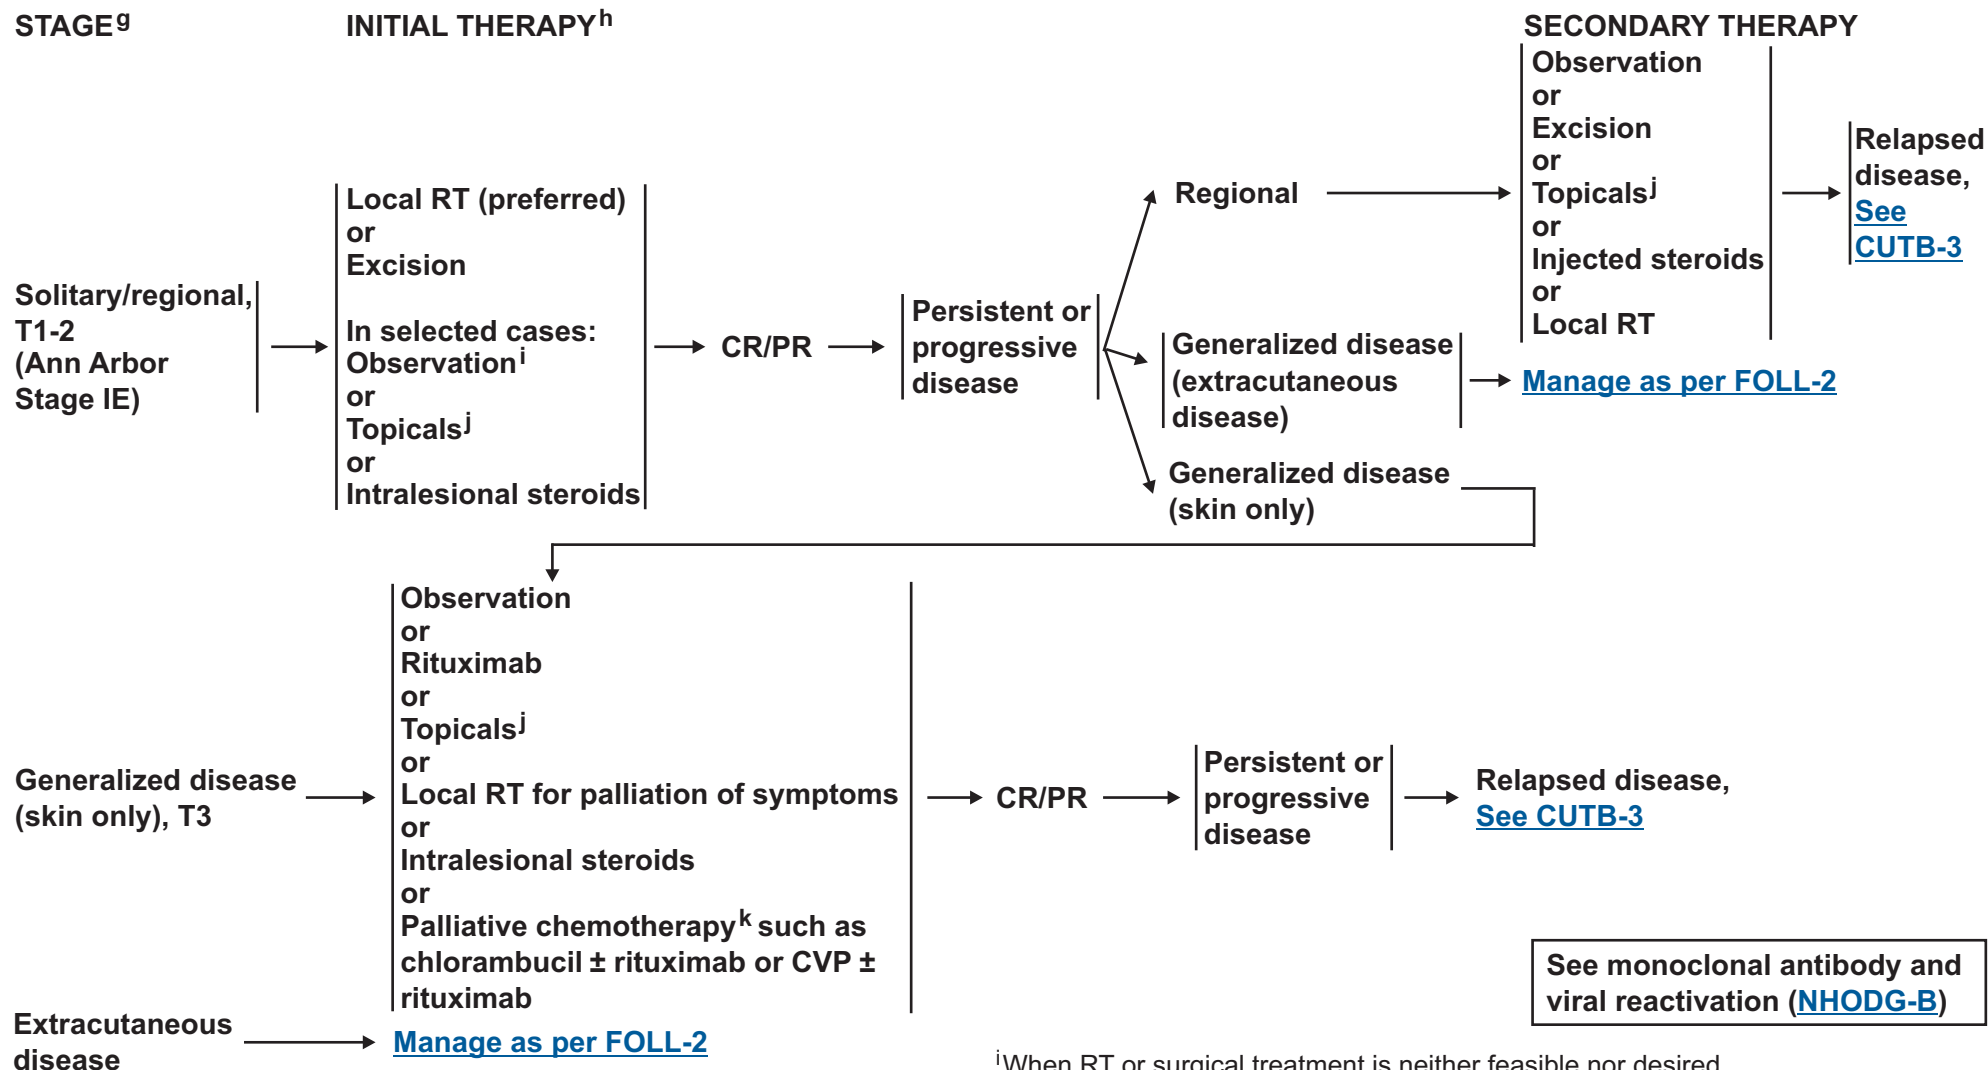 STAGEg
INITIAL THERAPYh
SECONDARY THERAPY
Solitary/regional,
T1-2
(Ann Arbor
Stage IE)
Local RT (preferred)
or
Excision
In selected cases:
Observationi
or
Topicalsj
or
Intralesional steroids
CR/PR
Persistent or
progressive
disease
Regional
Observation
or
Excision
or
Topicalsj
or
Injected steroids
or
Local RT
Relapsed
disease,
See
CUTB-3
Generalized disease
(extracutaneous
disease)
Manage as per FOLL-2
Generalized disease
(skin only)
Generalized disease
(skin only), T3
Observation
or
Rituximab
or
Topicalsj
or
Local RT for palliation of symptoms
or
Intralesional steroids
or
Palliative chemotherapyk such as
chlorambucil ± rituximab or CVP ±
rituximab
CR/PR
Persistent or
progressive
disease
Relapsed disease,
See CUTB-3
Extracutaneous
disease
Manage as per FOLL-2
See monoclonal antibody and
viral reactivation (NHODG-B)
iWhen RT or surgical treatment is neither feasible nor desired